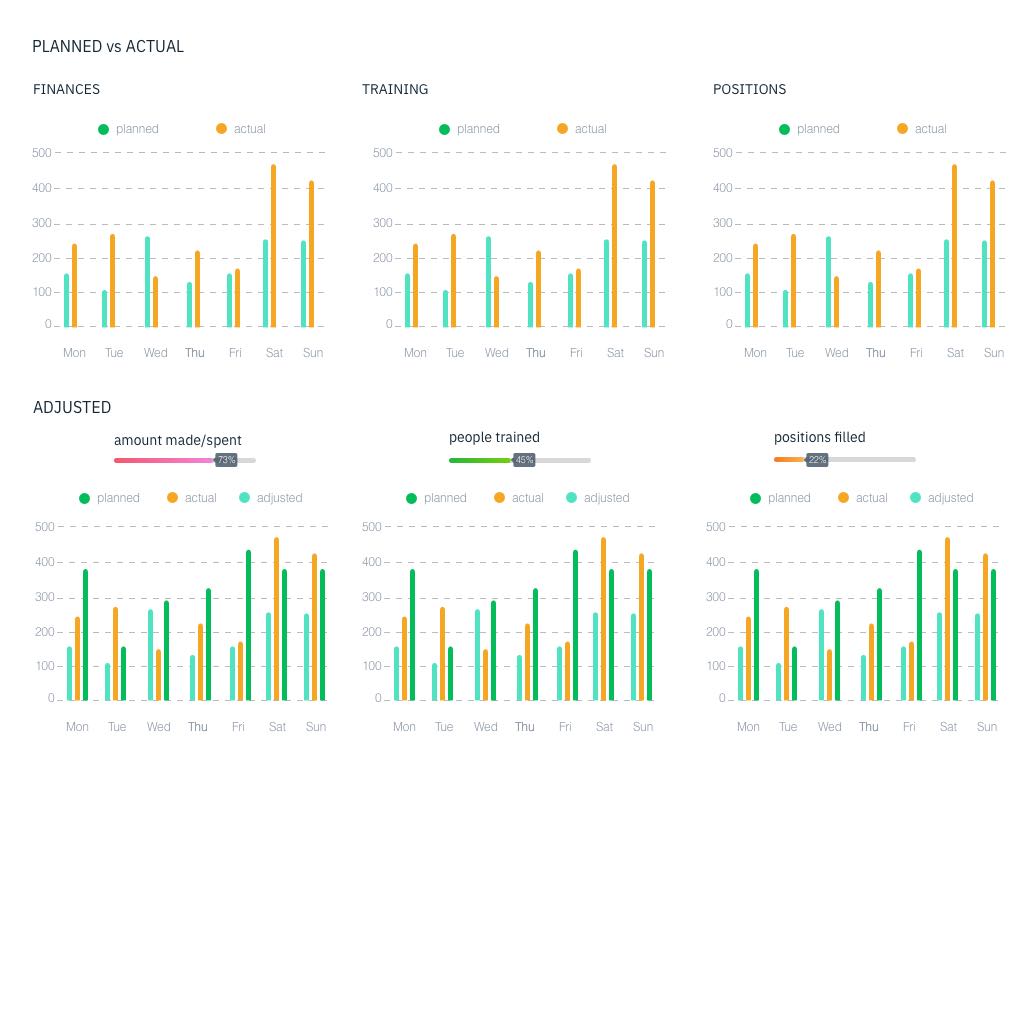 PLANNED vs ACTUAL
FINANCES
TRAINING
POSITIONS
planned actual
planned actual
planned actual
500
400
300
200
100
0
Mon Tue Wed Thu Fri Sat Sun
500
400
300
200
100
0
Mon Tue Wed Thu Fri Sat Sun
500
400
300
200
100
0
Mon Tue Wed Thu Fri Sat Sun
ADJUSTED
amount made/spent
73%
people trained
45%
positions filled
22%
planned actual adjusted
500
400
300
200
100
0
Mon Tue Wed Thu Fri Sat Sun
planned actual adjusted
500
400
300
200
100
0
Mon Tue Wed Thu Fri Sat Sun
planned actual adjusted
500
400
300
200
100
0
Mon Tue Wed Thu Fri Sat Sun